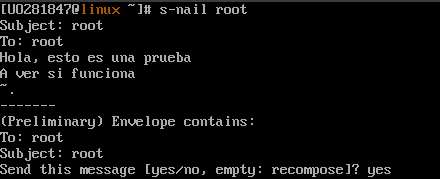 [UO281847@linux ~]# s-nail root
Subject: root
To: root
Hola, esto es una prueba
A ver si funciona
~.
-------
(Preliminary) Envelope contains:
To: root
Subject: root
Send this message [yes/no, empty: recompose]? yes